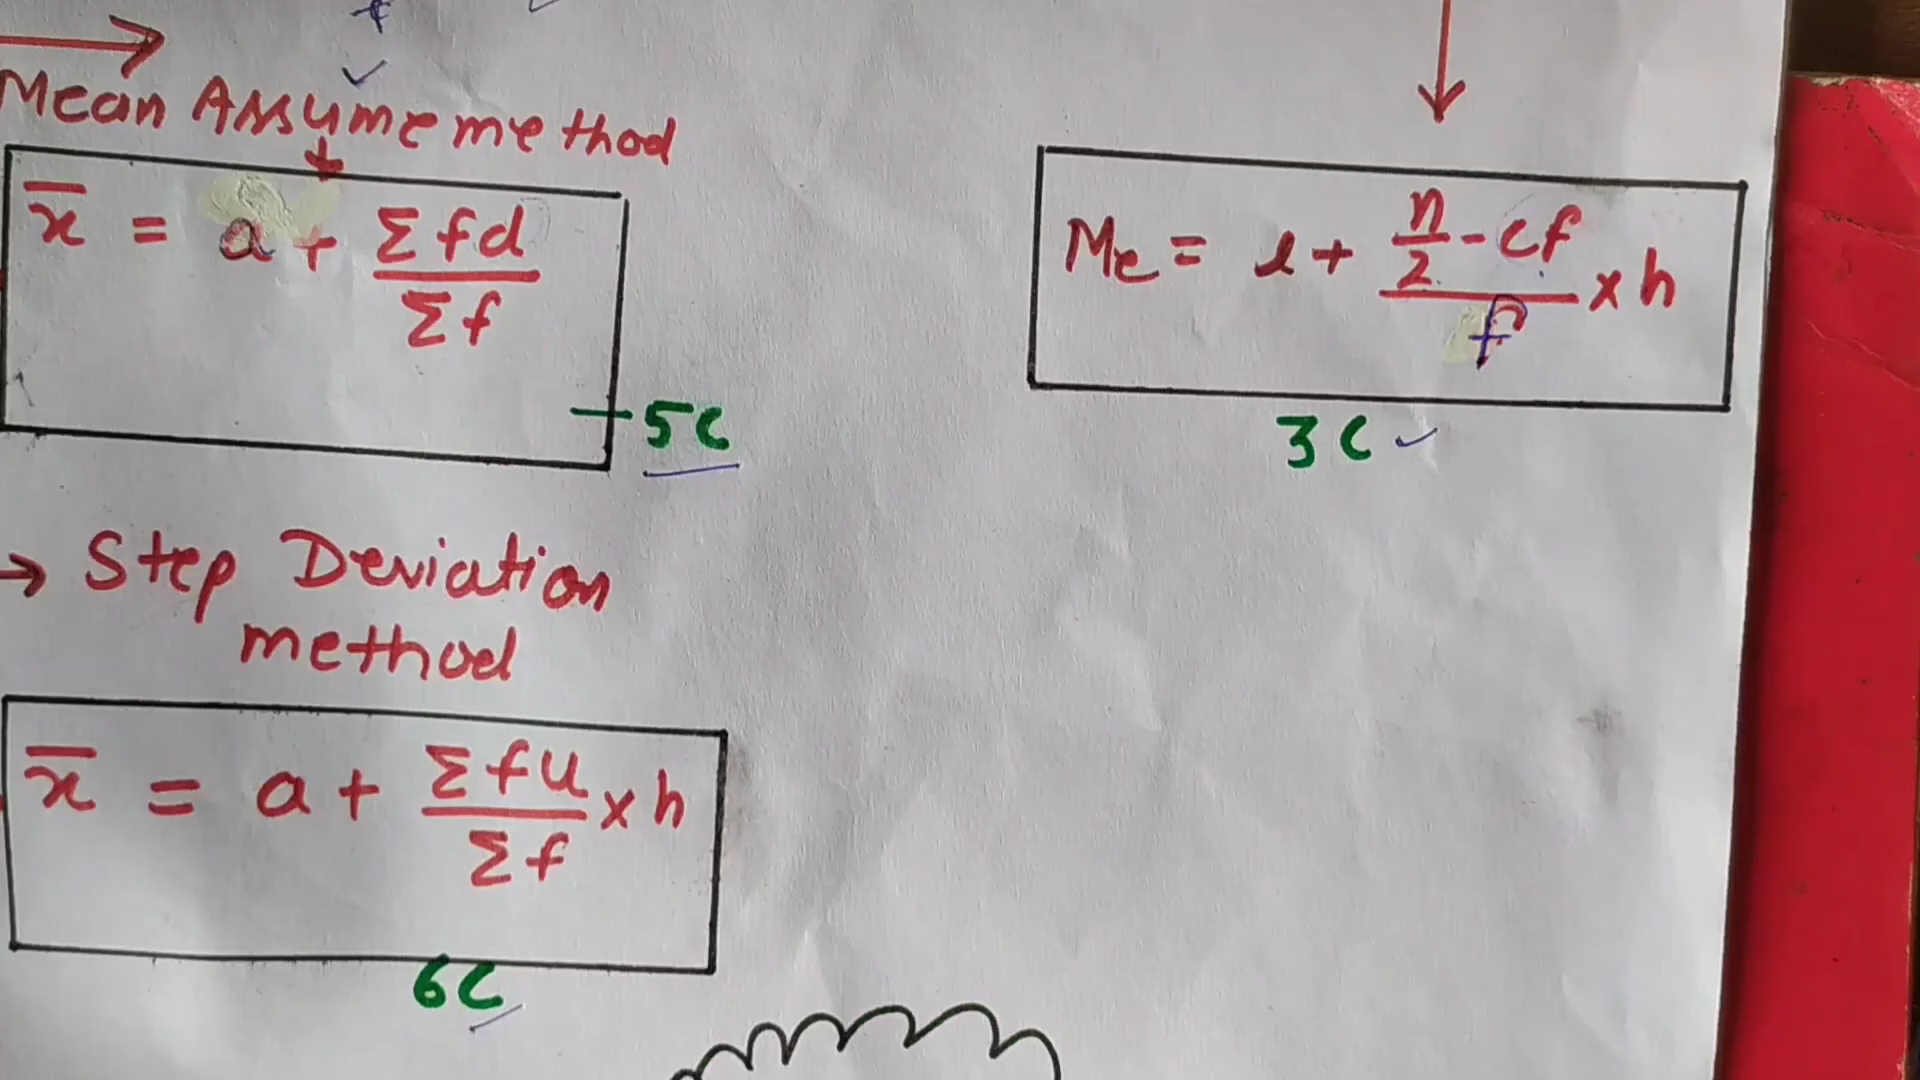 Mean Assume method
x̄ = a + Σfd / Σf
5C
→ Step Deviation
method
x̄ = a + Σfu / Σf × h
6C
Me = l + (n/2 - cf) / f × h
3C